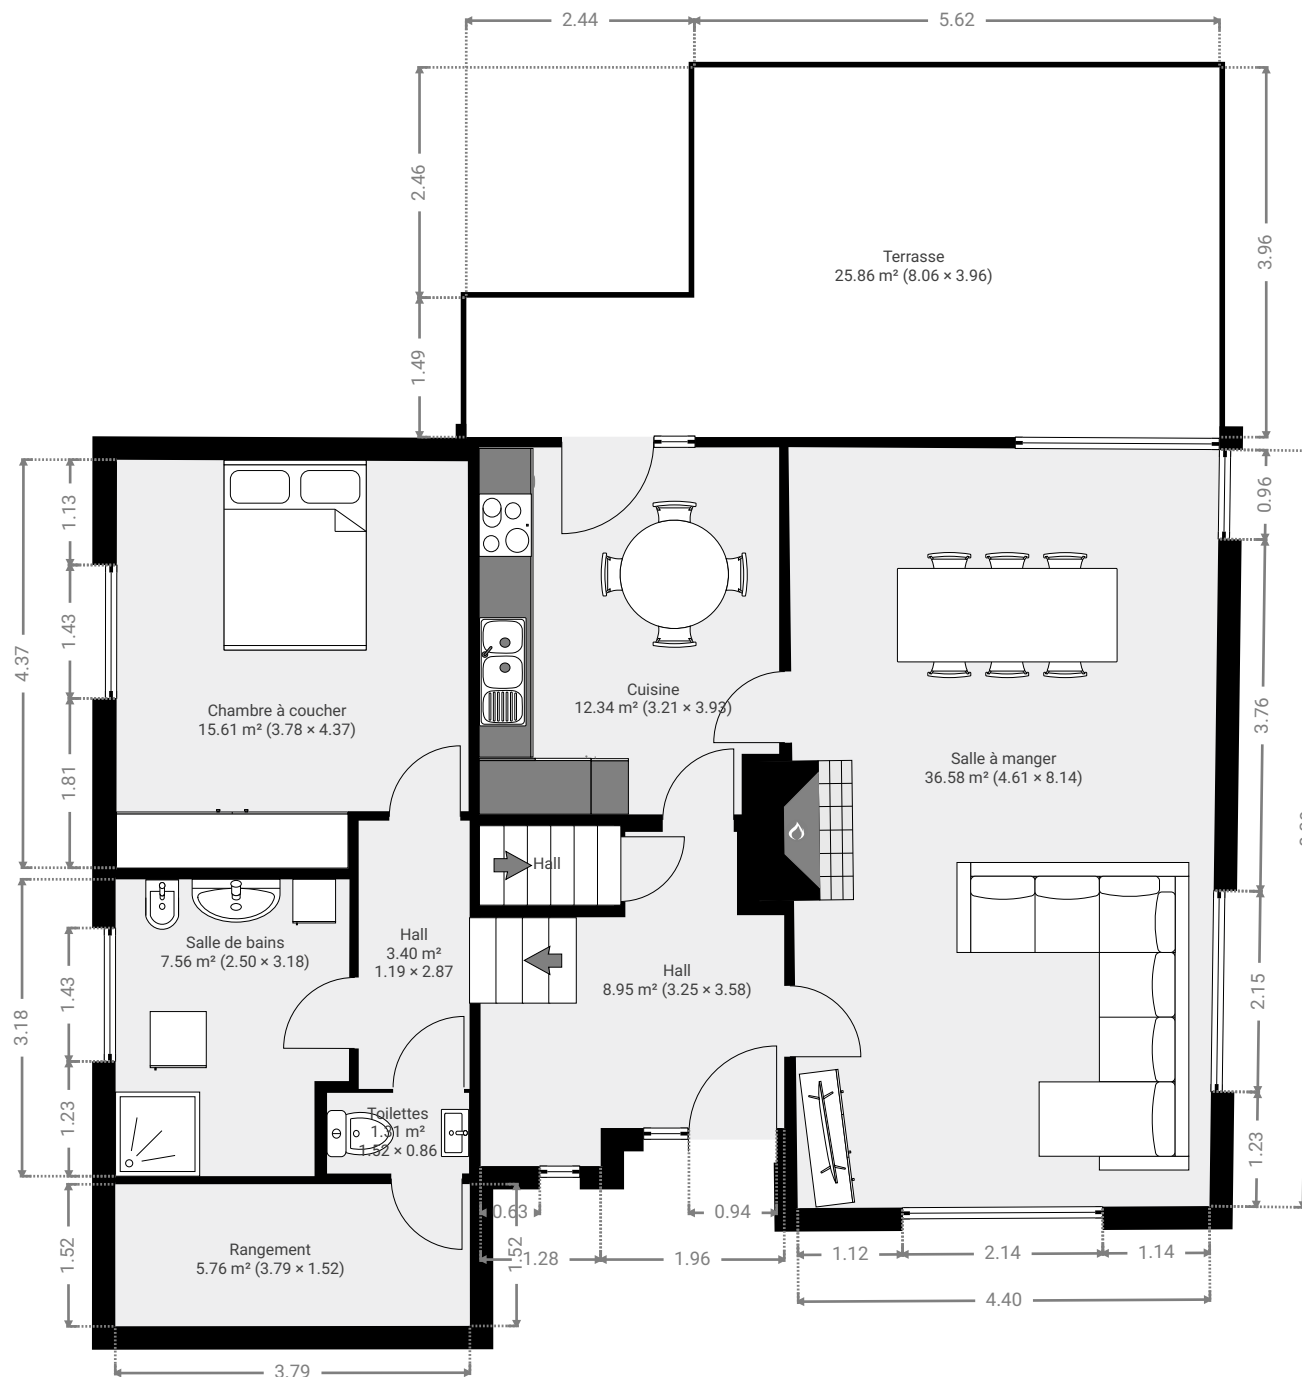 2.44
5.62
2.46
3.96
Terrasse
25.86 m² (8.06 × 3.96)
1.49
1.13
0.96
1.43
4.37
Cuisine
12.34 m² (3.21 × 3.93)
Chambre à coucher
15.61 m² (3.78 × 4.37)
3.76
1.81
Salle à manger
36.58 m² (4.61 × 8.14)
Hall
Salle de bains
7.56 m² (2.50 × 3.18)
Hall
3.40 m²
1.19 × 2.87
Hall
8.95 m² (3.25 × 3.58)
1.43
2.15
3.18
1.23
Toilettes
1.31 m²
1.52 × 0.86
1.23
0.63
0.94
Rangement
5.76 m² (3.79 × 1.52)
1.52
1.52
1.28
1.96
1.12
2.14
1.14
4.40
3.79